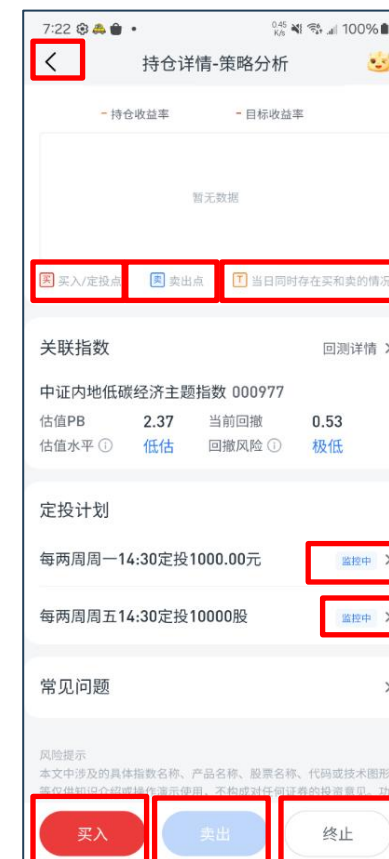 7:22
0.45 K/s 100%
持仓详情-策略分析
持仓收益率 目标收益率
暂无数据
买 买入/定投点 卖 卖出点 T 当日同时存在买和卖的情况
关联指数 回测详情
中证内地低碳经济主题指数 000977
估值PB 2.37 当前回撤 0.53
估值水平 低估 回撤风险 极低
定投计划
每两周周一14:30定投1000.00元 监控中
每两周周五14:30定投10000股 监控中
常见问题
风险提示
本文中涉及的具体指数名称、产品名称、股票名称、代码或技术图形
等仅供知识介绍或操作演示使用，不构成对任何证券的投资意见。功
买入 卖出 终止